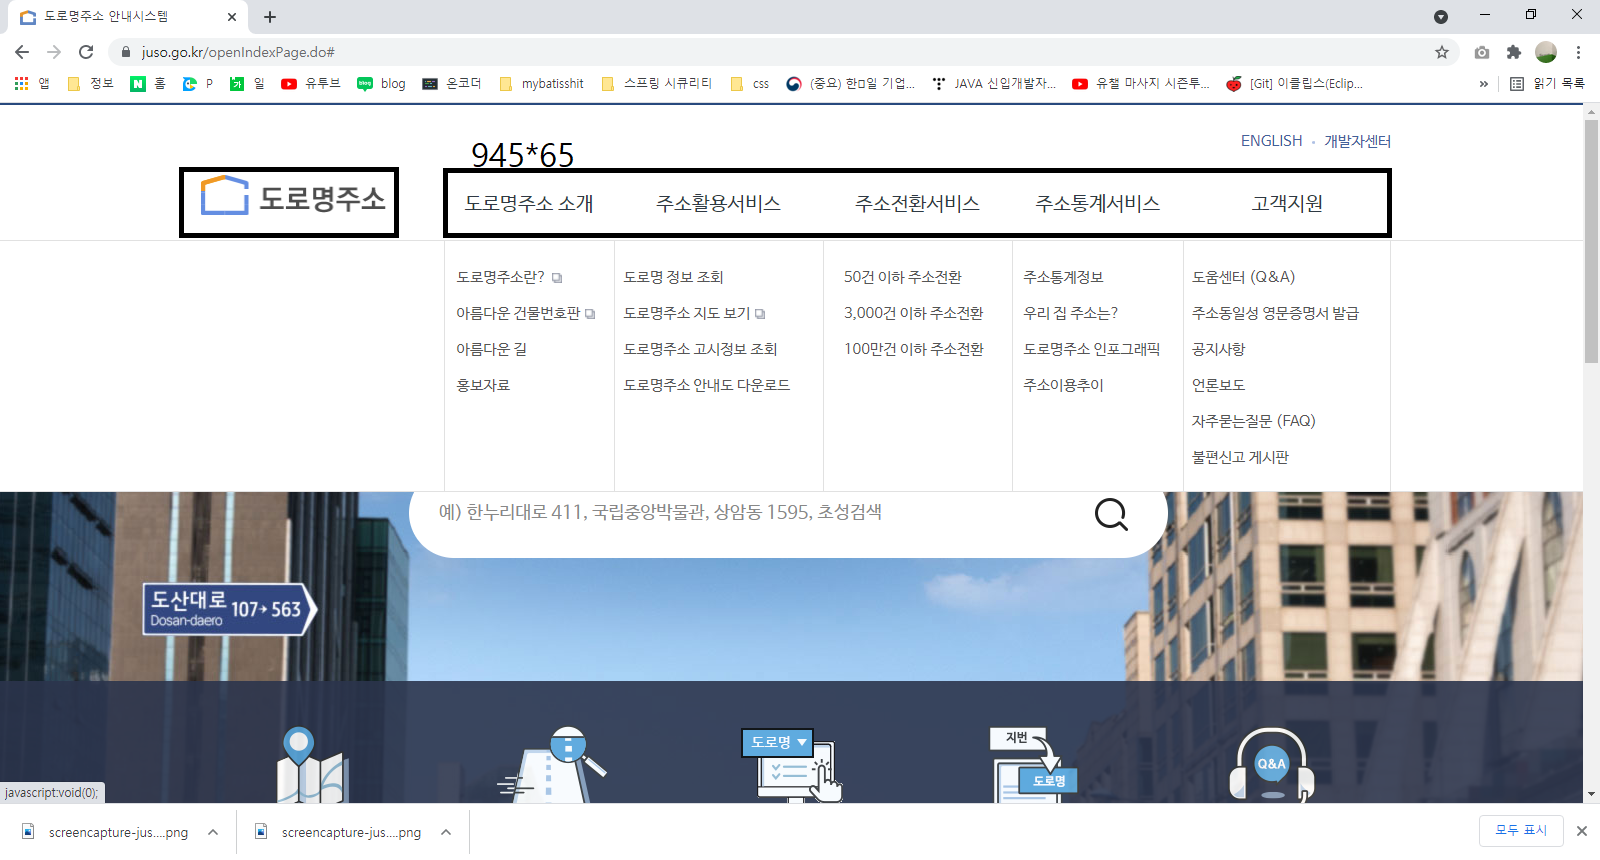 도로명주소 안내시스템
juso.go.kr/openIndexPage.do#
앱 정보 홈 P 일 유투브 blog 온코더 mybatisshit 스프링 시큐리티 css (중요) 한□일 기업... JAVA 신입개발자... 유챌 마사지 시즌투... [Git] 이클립스(Eclip... » 읽기 목록
ENGLISH 개발자센터
945*65
도로명주소
도로명주소 소개 주소활용서비스 주소전환서비스 주소통계서비스 고객지원
도로명주소란? 도로명 정보 조회 50건 이하 주소전환 주소통계정보 도움센터 (Q&A)
아름다운 건물번호판 도로명주소 지도 보기 3,000건 이하 주소전환 우리 집 주소는? 주소동일성 영문증명서 발급
아름다운 길 도로명주소 고시정보 조회 100만건 이하 주소전환 도로명주소 인포그래픽 공지사항
홍보자료 도로명주소 안내도 다운로드 주소이용추이 언론보도
자주묻는질문 (FAQ)
불편신고 게시판
예) 한누리대로 411, 국립중앙박물관, 상암동 1595, 초성검색
도산대로 107→563
Dosan-daero
도로명 ▼
지번
도로명
Q&A
javascript:void(0);
screencapture-jus....png screencapture-jus....png 모두 표시